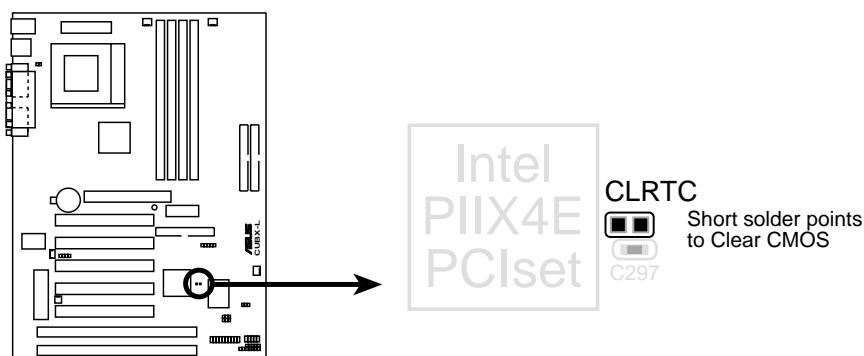 ASUS
CUBX-L
Intel
PIIX4E
PCIset
CLRTC
Short solder points
to Clear CMOS
C297